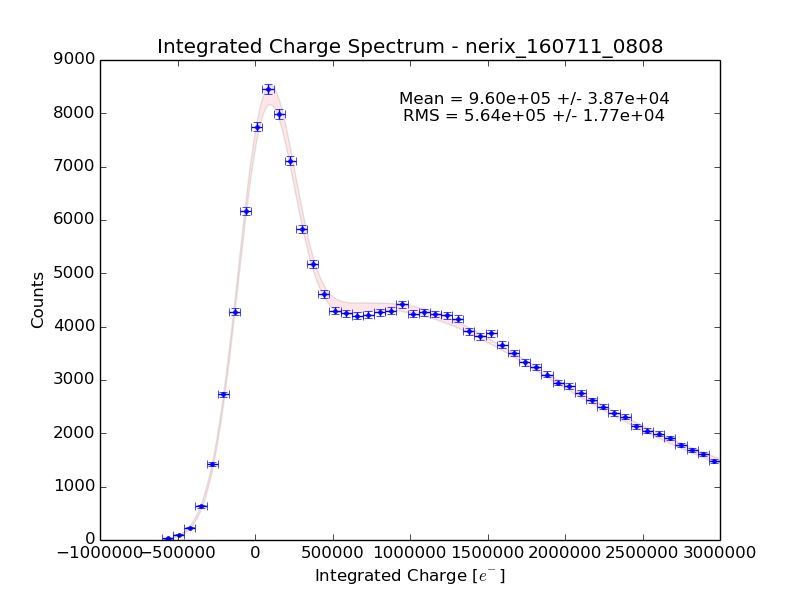 Integrated Charge Spectrum - nerix_160711_0808
Mean = 9.60e+05 +/- 3.87e+04
RMS = 5.64e+05 +/- 1.77e+04
9000
8000
7000
6000
5000
4000
3000
2000
1000
0
Counts
−1000000 −500000 0 500000 1000000 1500000 2000000 2500000 3000000
Integrated Charge [e⁻]